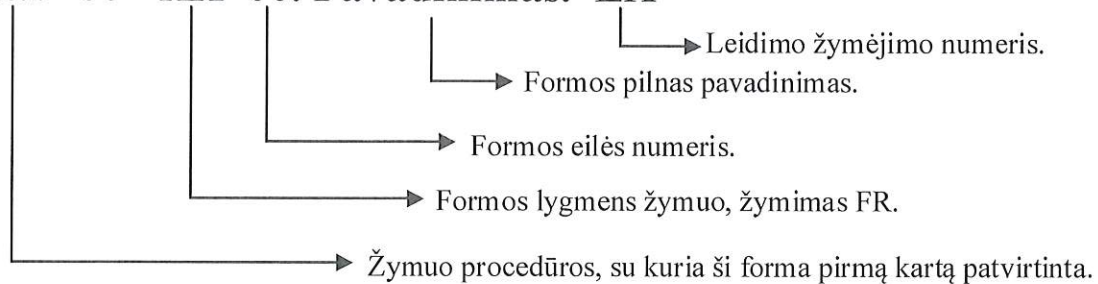 Leidimo žymėjimo numeris.
Formos pilnas pavadinimas.
Formos eilės numeris.
Formos lygmens žymuo, žymimas FR.
Žymuo procedūros, su kuria ši forma pirmą kartą patvirtinta.